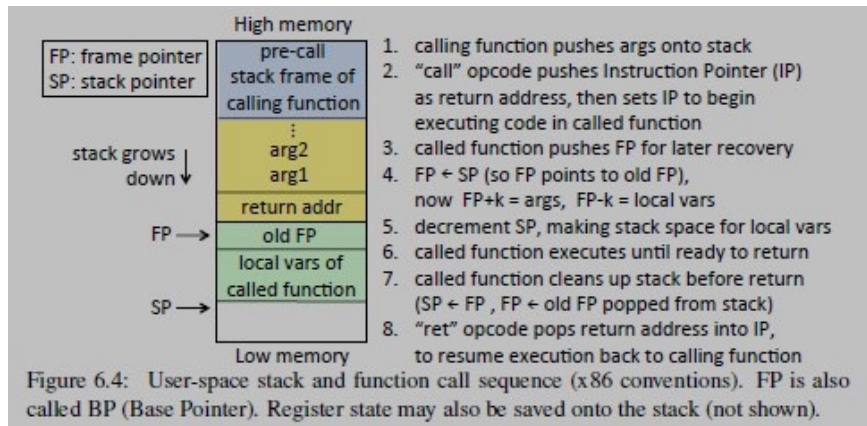 High memory
FP: frame pointer
SP: stack pointer
pre-call
stack frame of
calling function
⋮
arg2
arg1
stack grows
down ↓
return addr
FP →
old FP
local vars of
called function
SP →
Low memory
1. calling function pushes args onto stack
2. “call” opcode pushes Instruction Pointer (IP)
as return address, then sets IP to begin
executing code in called function
3. called function pushes FP for later recovery
4. FP ← SP (so FP points to old FP),
now FP+k = args, FP-k = local vars
5. decrement SP, making stack space for local vars
6. called function executes until ready to return
7. called function cleans up stack before return
(SP ← FP , FP ← old FP popped from stack)
8. “ret” opcode pops return address into IP,
to resume execution back to calling function
Figure 6.4: User-space stack and function call sequence (x86 conventions). FP is also
called BP (Base Pointer). Register state may also be saved onto the stack (not shown).